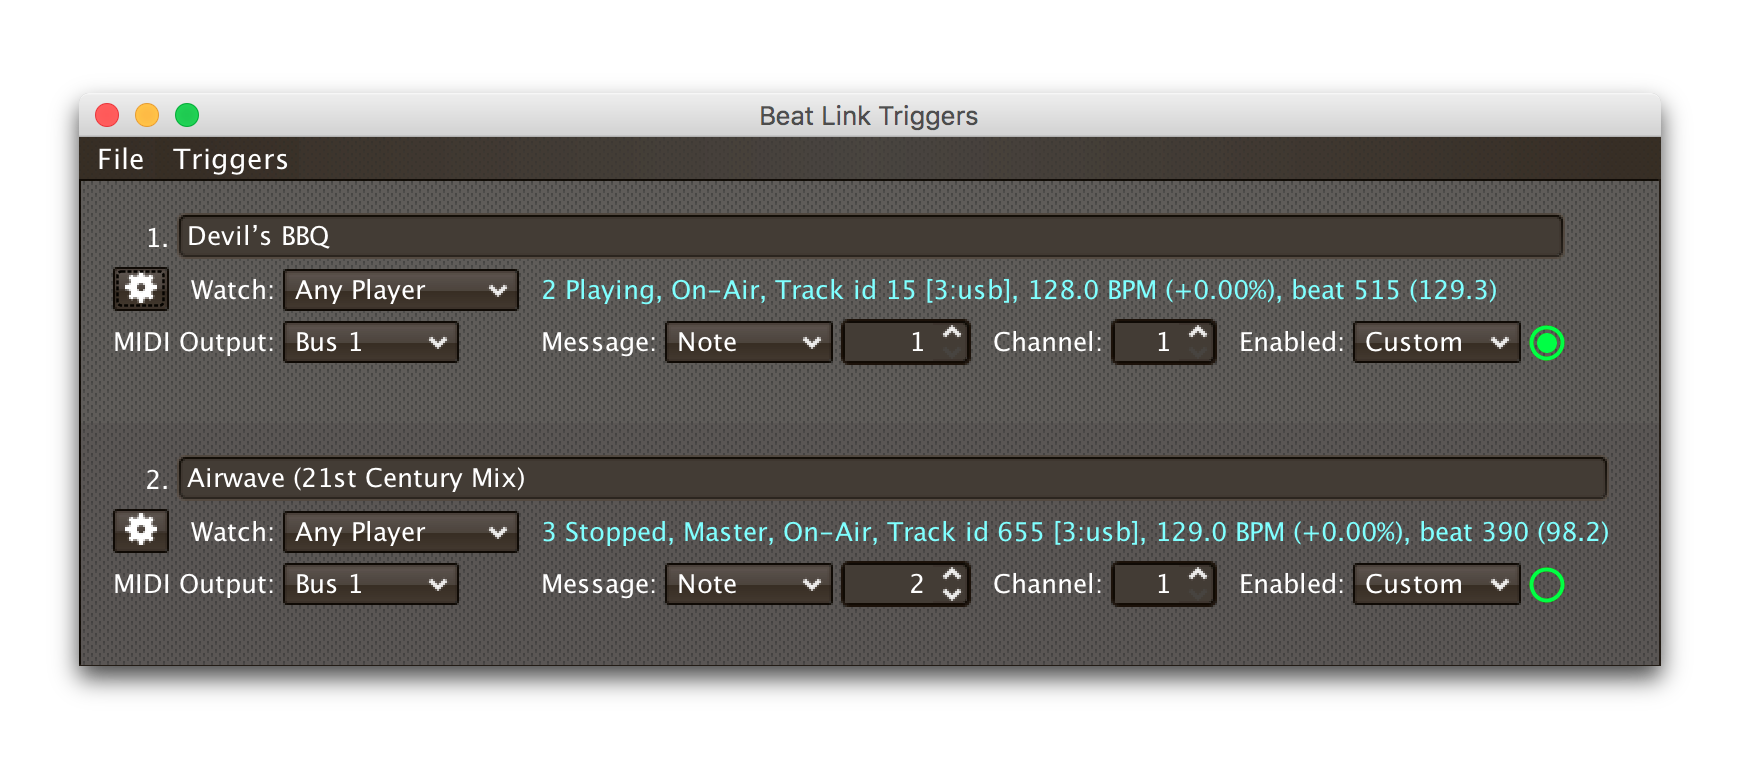 Beat Link Triggers
File Triggers
1. Devil’s BBQ
Watch: Any Player 2 Playing, On-Air, Track id 15 [3:usb], 128.0 BPM (+0.00%), beat 515 (129.3)
MIDI Output: Bus 1 Message: Note 1 Channel: 1 Enabled: Custom
2. Airwave (21st Century Mix)
Watch: Any Player 3 Stopped, Master, On-Air, Track id 655 [3:usb], 129.0 BPM (+0.00%), beat 390 (98.2)
MIDI Output: Bus 1 Message: Note 2 Channel: 1 Enabled: Custom